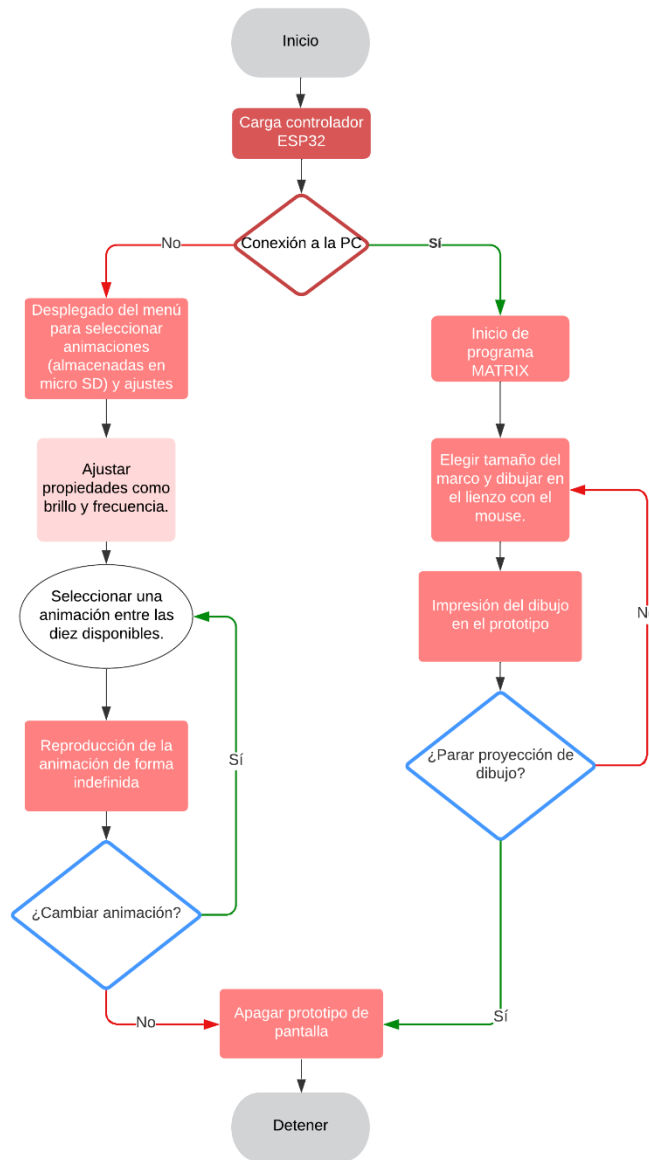 Inicio
Carga controlador
ESP32
Conexión a la PC
No
Sí
Desplegado del menú
para seleccionar
animaciones
(almacenadas en
micro SD) y ajustes
Inicio de
programa
MATRIX
Ajustar
propiedades como
brillo y frecuencia.
Elegir tamaño del
marco y dibujar en
el lienzo con el
mouse.
Seleccionar una
animación entre las
diez disponibles.
Impresión del dibujo
en el prototipo
N
Reproducción de la
animación de forma
indefinida
Sí
¿Parar proyección de
dibujo?
¿Cambiar animación?
No
Apagar prototipo de
pantalla
Sí
Detener